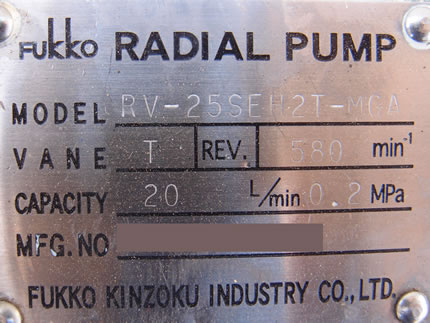 Fukko RADIAL PUMP
MODEL RV-25SEH2T-MCA
VANE T REV. 580 min-1
CAPACITY 20 L/min 0.2 MPa
MFG. NO
FUKKO KINZOKU INDUSTRY CO., LTD.